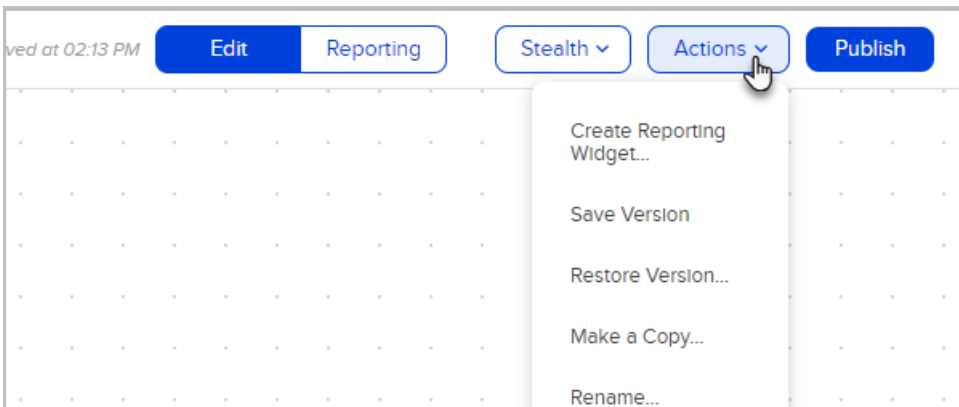 ved at 02:13 PM Edit Reporting Stealth Actions Publish
Create Reporting
Widget...
Save Version
Restore Version...
Make a Copy...
Rename...